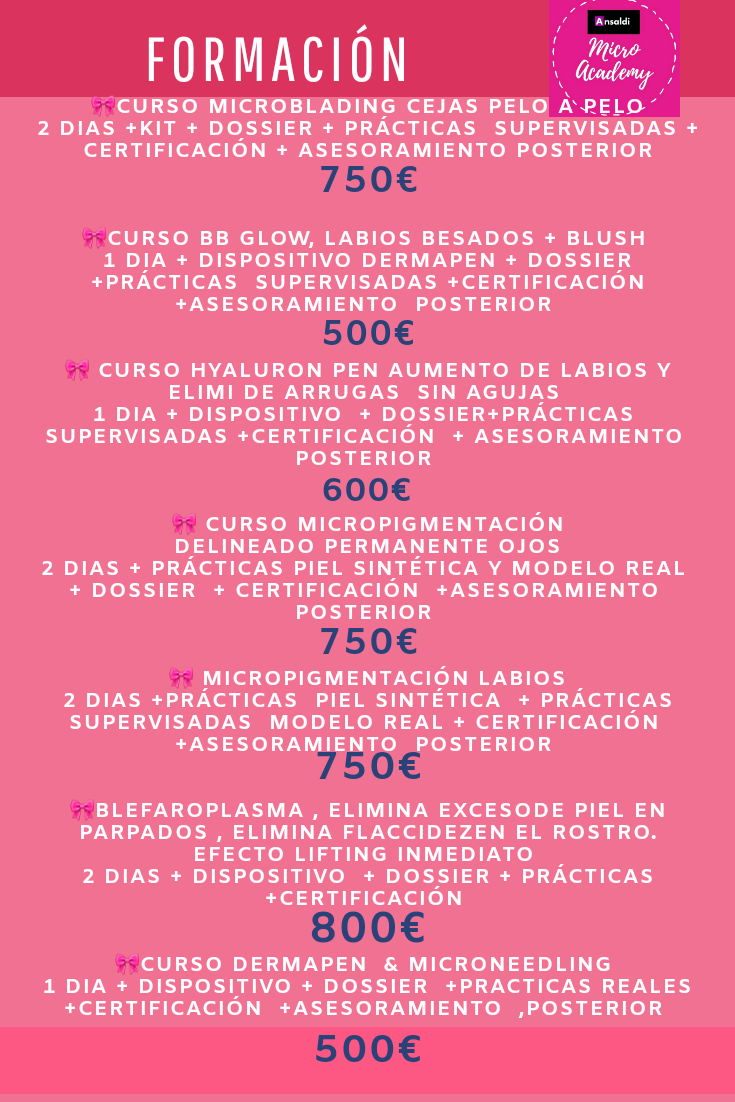 FORMACIÓN
Ansaldi
Micro
Academy
CURSO MICROBLADING CEJAS PELO A PELO
2 DIAS +KIT + DOSSIER + PRÁCTICAS SUPERVISADAS +
CERTIFICACIÓN + ASESORAMIENTO POSTERIOR
750€
CURSO BB GLOW, LABIOS BESADOS + BLUSH
1 DIA + DISPOSITIVO DERMAPEN + DOSSIER
+PRÁCTICAS SUPERVISADAS +CERTIFICACIÓN
+ASESORAMIENTO POSTERIOR
500€
CURSO HYALURON PEN AUMENTO DE LABIOS Y
ELIMI DE ARRUGAS SIN AGUJAS
1 DIA + DISPOSITIVO + DOSSIER+PRÁCTICAS
SUPERVISADAS +CERTIFICACIÓN + ASESORAMIENTO
POSTERIOR
600€
CURSO MICROPIGMENTACIÓN
DELINEADO PERMANENTE OJOS
2 DIAS + PRÁCTICAS PIEL SINTÉTICA Y MODELO REAL
+ DOSSIER + CERTIFICACIÓN +ASESORAMIENTO
POSTERIOR
750€
MICROPIGMENTACIÓN LABIOS
2 DIAS +PRÁCTICAS PIEL SINTÉTICA + PRÁCTICAS
SUPERVISADAS MODELO REAL + CERTIFICACIÓN
+ASESORAMIENTO POSTERIOR
750€
BLEFAROPLASMA , ELIMINA EXCESODE PIEL EN
PARPADOS , ELIMINA FLACCIDEZEN EL ROSTRO.
EFECTO LIFTING INMEDIATO
2 DIAS + DISPOSITIVO + DOSSIER + PRÁCTICAS
+CERTIFICACIÓN
800€
CURSO DERMAPEN & MICRONEEDLING
1 DIA + DISPOSITIVO + DOSSIER +PRACTICAS REALES
+CERTIFICACIÓN +ASESORAMIENTO ,POSTERIOR
500€